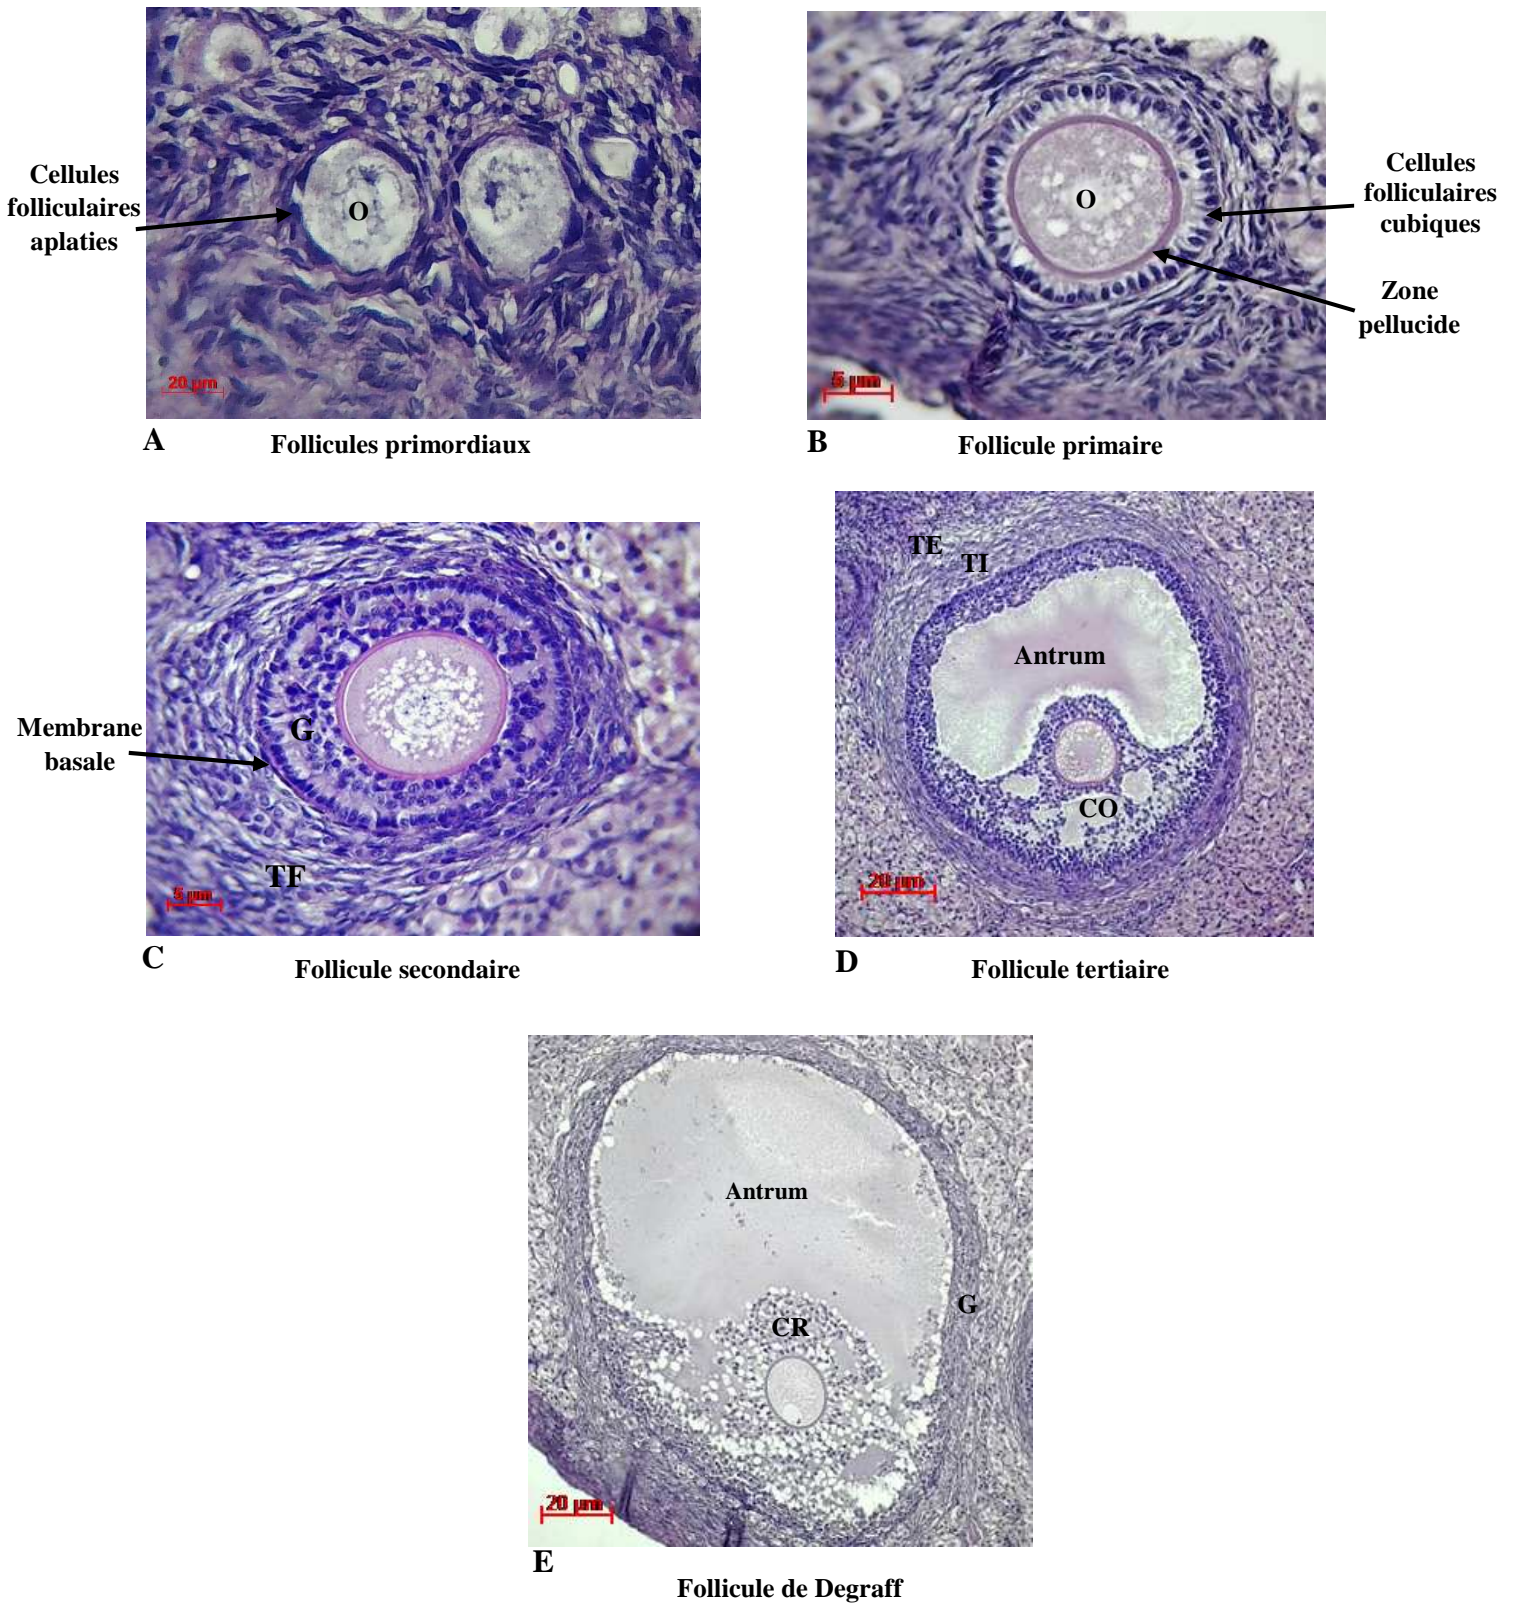 Cellules
folliculaires
aplaties
O
20 µm
A
Follicules primordiaux
O
Cellules
folliculaires
cubiques
Zone
pellucide
5 µm
B
Follicule primaire
Membrane
basale
G
TF
5 µm
C
Follicule secondaire
TE
TI
Antrum
CO
20 µm
D
Follicule tertiaire
Antrum
G
CR
20 µm
E
Follicule de Degraff